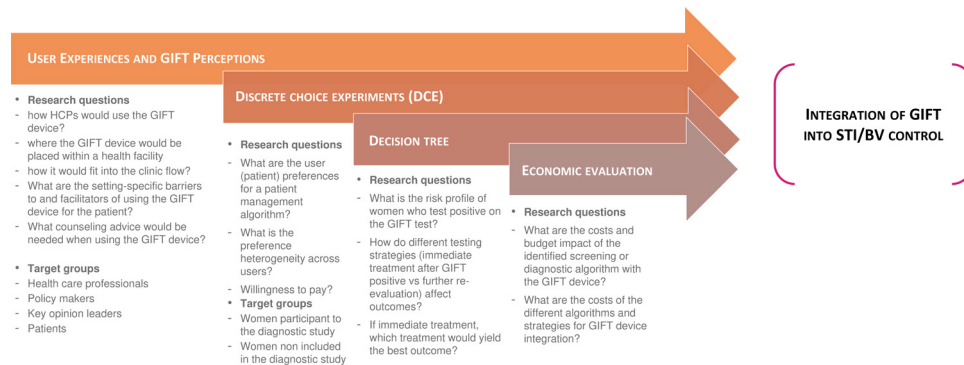 USER EXPERIENCES AND GIFT PERCEPTIONS
• Research questions
- how HCPs would use the GIFT
device?
- where the GIFT device would be
placed within a health facility
- how it would fit into the clinic flow?
- What are the setting-specific barriers
to and facilitators of using the GIFT
device for the patient?
- What counseling advice would be
needed when using the GIFT device?
• Target groups
- Health care professionals
- Policy makers
- Key opinion leaders
- Patients
DISCRETE CHOICE EXPERIMENTS (DCE)
• Research questions
- What are the user
(patient) preferences
for a patient
management
algorithm?
- What is the
preference
heterogeneity across
users?
- Willingness to pay?
• Target groups
- Women participant to
the diagnostic study
- Women non included
in the diagnostic study
DECISION TREE
• Research questions
- What is the risk profile of
women who test positive on
the GIFT test?
- How do different testing
strategies (immediate
treatment after GIFT
positive vs further re-
evaluation) affect
outcomes?
- If immediate treatment,
which treatment would yield
the best outcome?
ECONOMIC EVALUATION
• Research questions
- What are the costs and
budget impact of the
identified screening or
diagnostic algorithm with
the GIFT device?
- What are the costs of the
different algorithms and
strategies for GIFT device
integration?
INTEGRATION OF GIFT
INTO STI/BV CONTROL